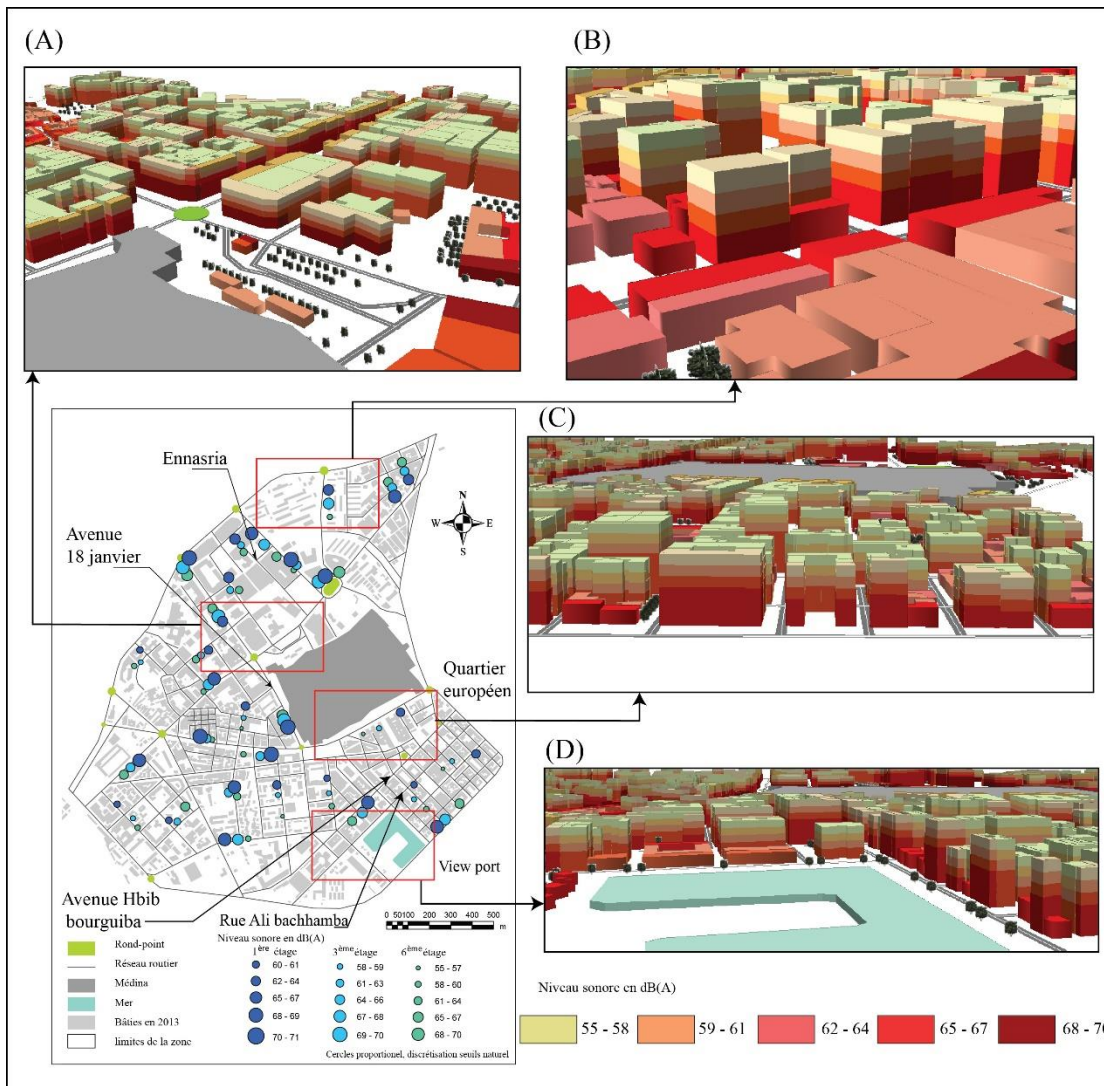 (A)
(B)
(C)
(D)
Ennasria
Avenue
18 janvier
N
W E
S
Quartier
européen
View port
Avenue Hbib
bourguiba
Rue Ali bachhamba
0 50100 200 300 400 500
m
Rond-point
Réseau routier
Médina
Mer
Bâties en 2013
limites de la zone
Niveau sonore en dB(A)
1ère étage
60 - 61
62 - 64
65 - 67
68 - 69
70 - 71
3ème étage
58 - 59
61 - 63
64 - 66
67 - 68
69 - 70
6ème étage
55 - 57
58 - 60
61 - 64
65 - 67
68 - 70
Cercles proportionel, discrétisation seuils naturel
Niveau sonore en dB(A)
55 - 58
59 - 61
62 - 64
65 - 67
68 - 70